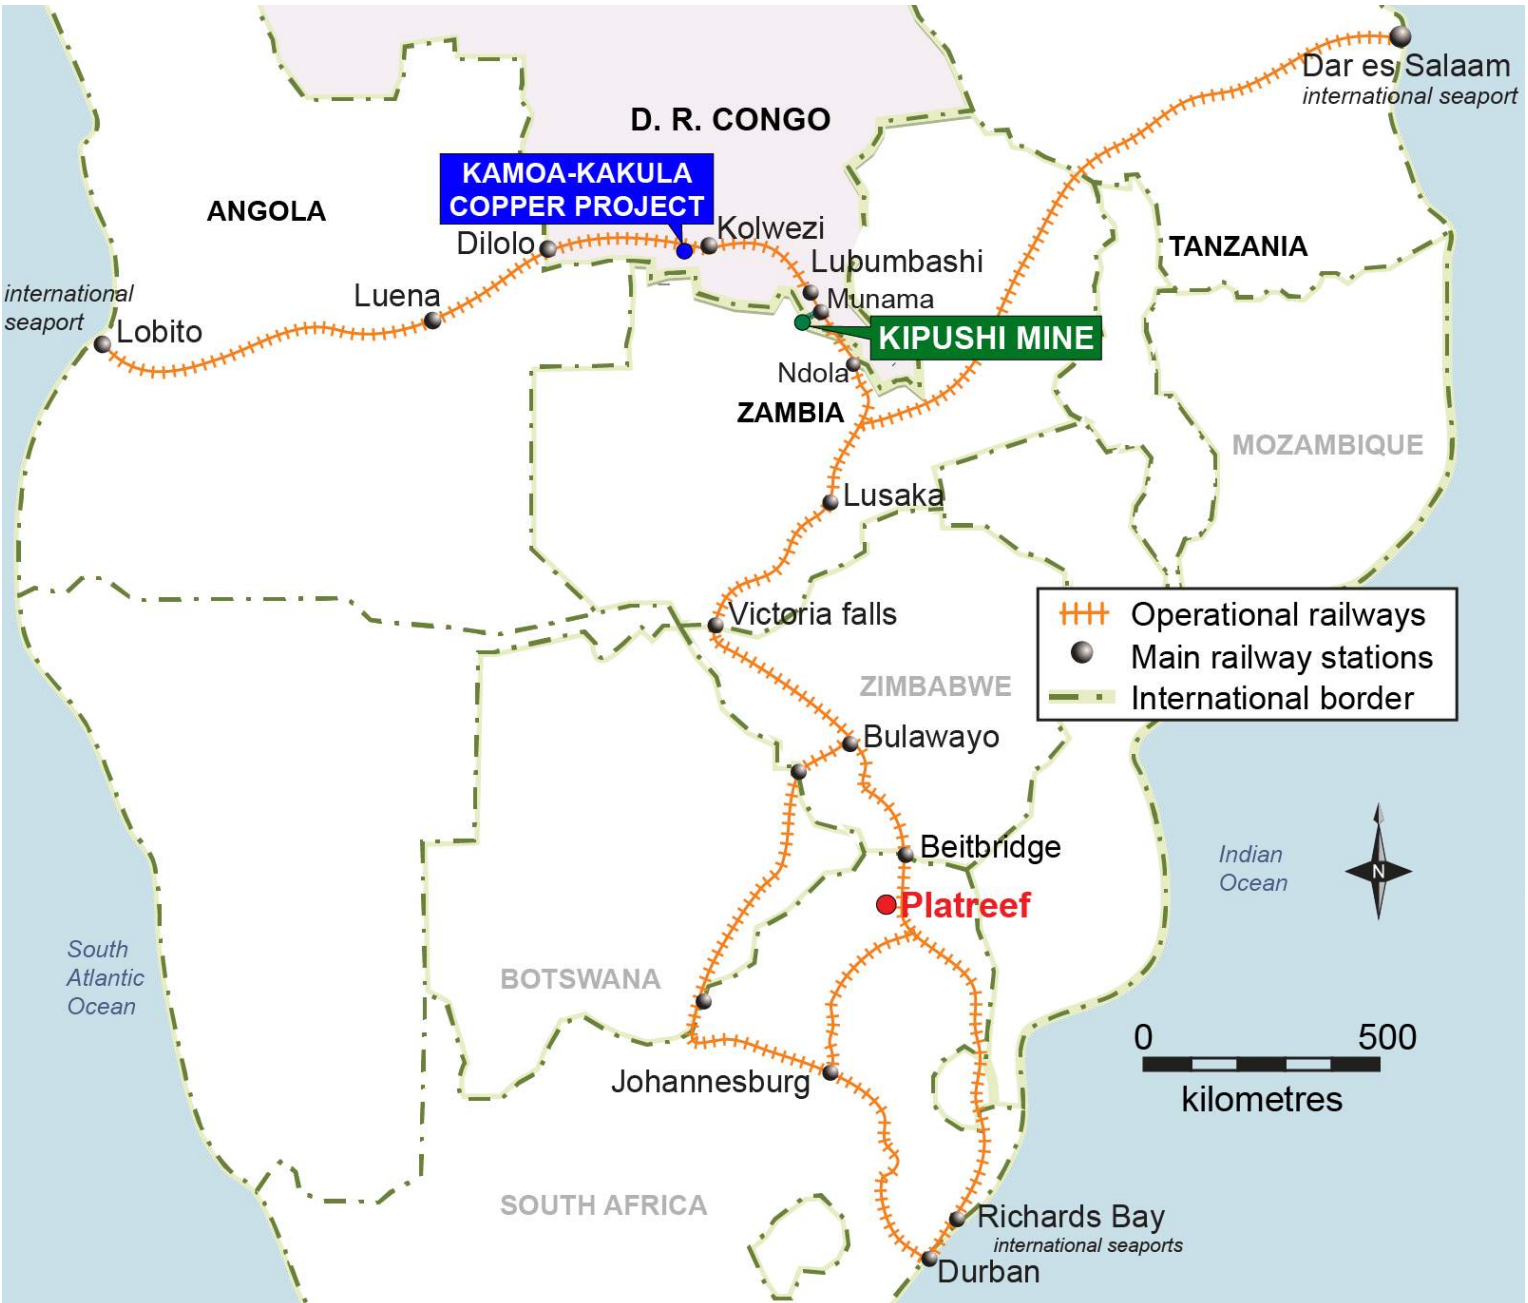 Dar es Salaam
international seaport
D. R. CONGO
KAMOA-KAKULA
COPPER PROJECT
ANGOLA
Kolwezi
Dilolo
TANZANIA
Lubumbashi
international
seaport
Luena
Munama
Lobito
KIPUSHI MINE
Ndola
ZAMBIA
MOZAMBIQUE
Lusaka
Victoria falls
Operational railways
Main railway stations
International border
ZIMBABWE
Bulawayo
Beitbridge
Indian
Ocean
N
Platreef
South
Atlantic
Ocean
BOTSWANA
0 500
kilometres
Johannesburg
SOUTH AFRICA
Richards Bay
international seaports
Durban